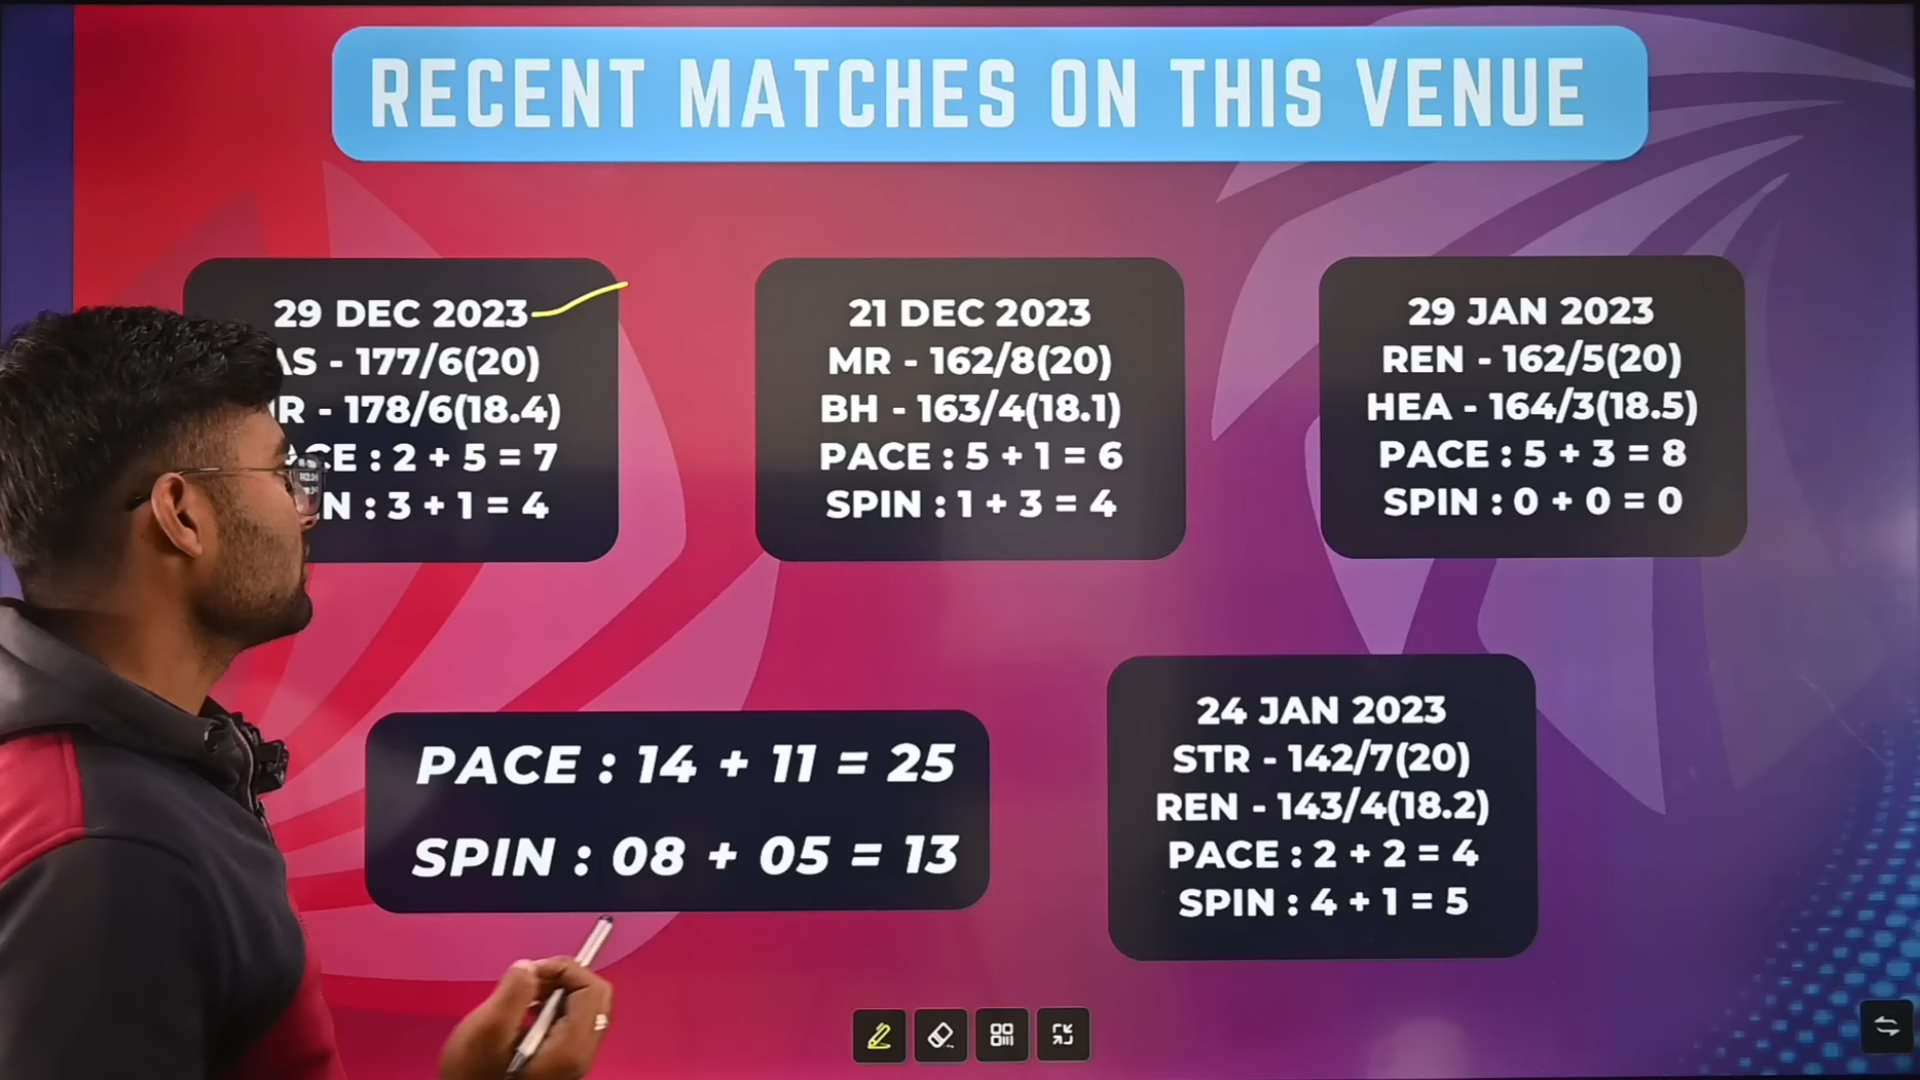 RECENT MATCHES ON THIS VENUE
29 DEC 2023
- 177/6(20)
- 178/6(18.4)
: 2 + 5 = 7
: 3 + 1 = 4
21 DEC 2023
MR - 162/8(20)
BH - 163/4(18.1)
PACE : 5 + 1 = 6
SPIN : 1 + 3 = 4
29 JAN 2023
REN - 162/5(20)
HEA - 164/3(18.5)
PACE : 5 + 3 = 8
SPIN : 0 + 0 = 0
PACE : 14 + 11 = 25
SPIN : 08 + 05 = 13
24 JAN 2023
STR - 142/7(20)
REN - 143/4(18.2)
PACE : 2 + 2 = 4
SPIN : 4 + 1 = 5